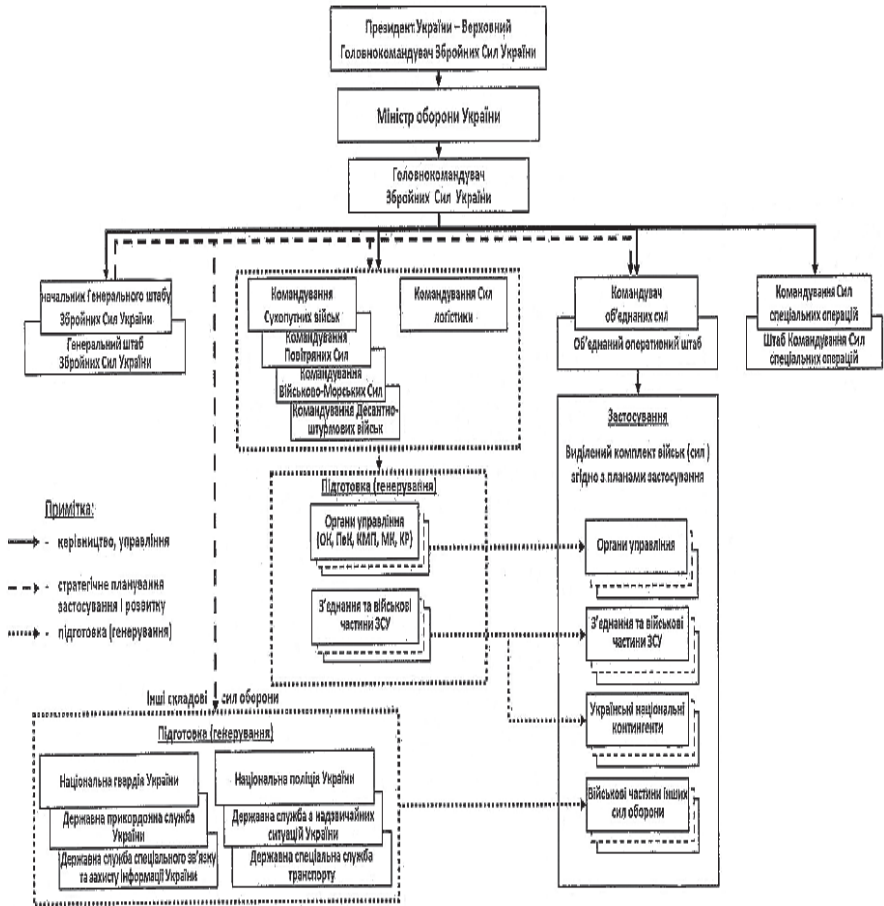 Президент України – Верховний
Головнокомандувач Збройних Сил України
Міністр оборони України
Головнокомандувач
Збройних Сил України
начальник Генерального штабу
Збройних Сил України
Генеральний штаб
Збройних Сил України
Командування
Сухопутних військ
Командування
Повітряних Сил
Командування
Військово-Морських Сил
Командування Десантно-
штурмових військ
Командування Сил
логістики
Командувач
об'єднаних сил
Об'єднаний оперативний штаб
Командування Сил
спеціальних операцій
Штаб Командування Сил
спеціальних операцій
Застосування
Виділений комплект військ (сил )
згідно з планами застосування
Органи управління
З'єднання та військові
частини ЗСУ
Українські національні
контингенти
Військові частини інших
сил оборони
Підготовка (генерування)
Органи управління
(ОК, ПвК, КМП, МК, КР)
З'єднання та військові
частини ЗСУ
Примітка:
- керівництво, управління
- стратегічне планування
застосування і розвитку
- підготовка (генерування)
Інші складові сил оборони
Підготовка (генерування)
Національна гвардія України
Державна прикордонна служба
України
Державна служба спеціального зв'язку
та захисту інформації України
Національна поліція України
Державна служба з надзвичайних
ситуацій України
Державна спеціальна служба
транспорту